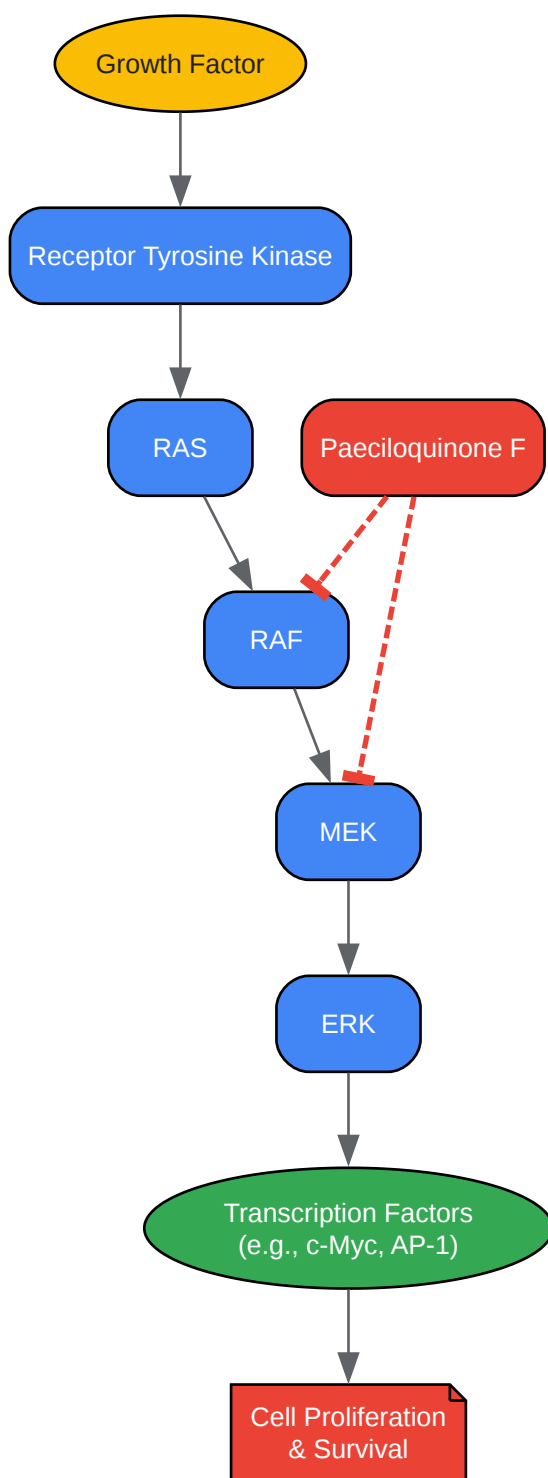 Growth Factor
Receptor Tyrosine Kinase
RAS
Paeciloquinone F
RAF
MEK
ERK
Transcription Factors
(e.g., c-Myc, AP-1)
Cell Proliferation
& Survival